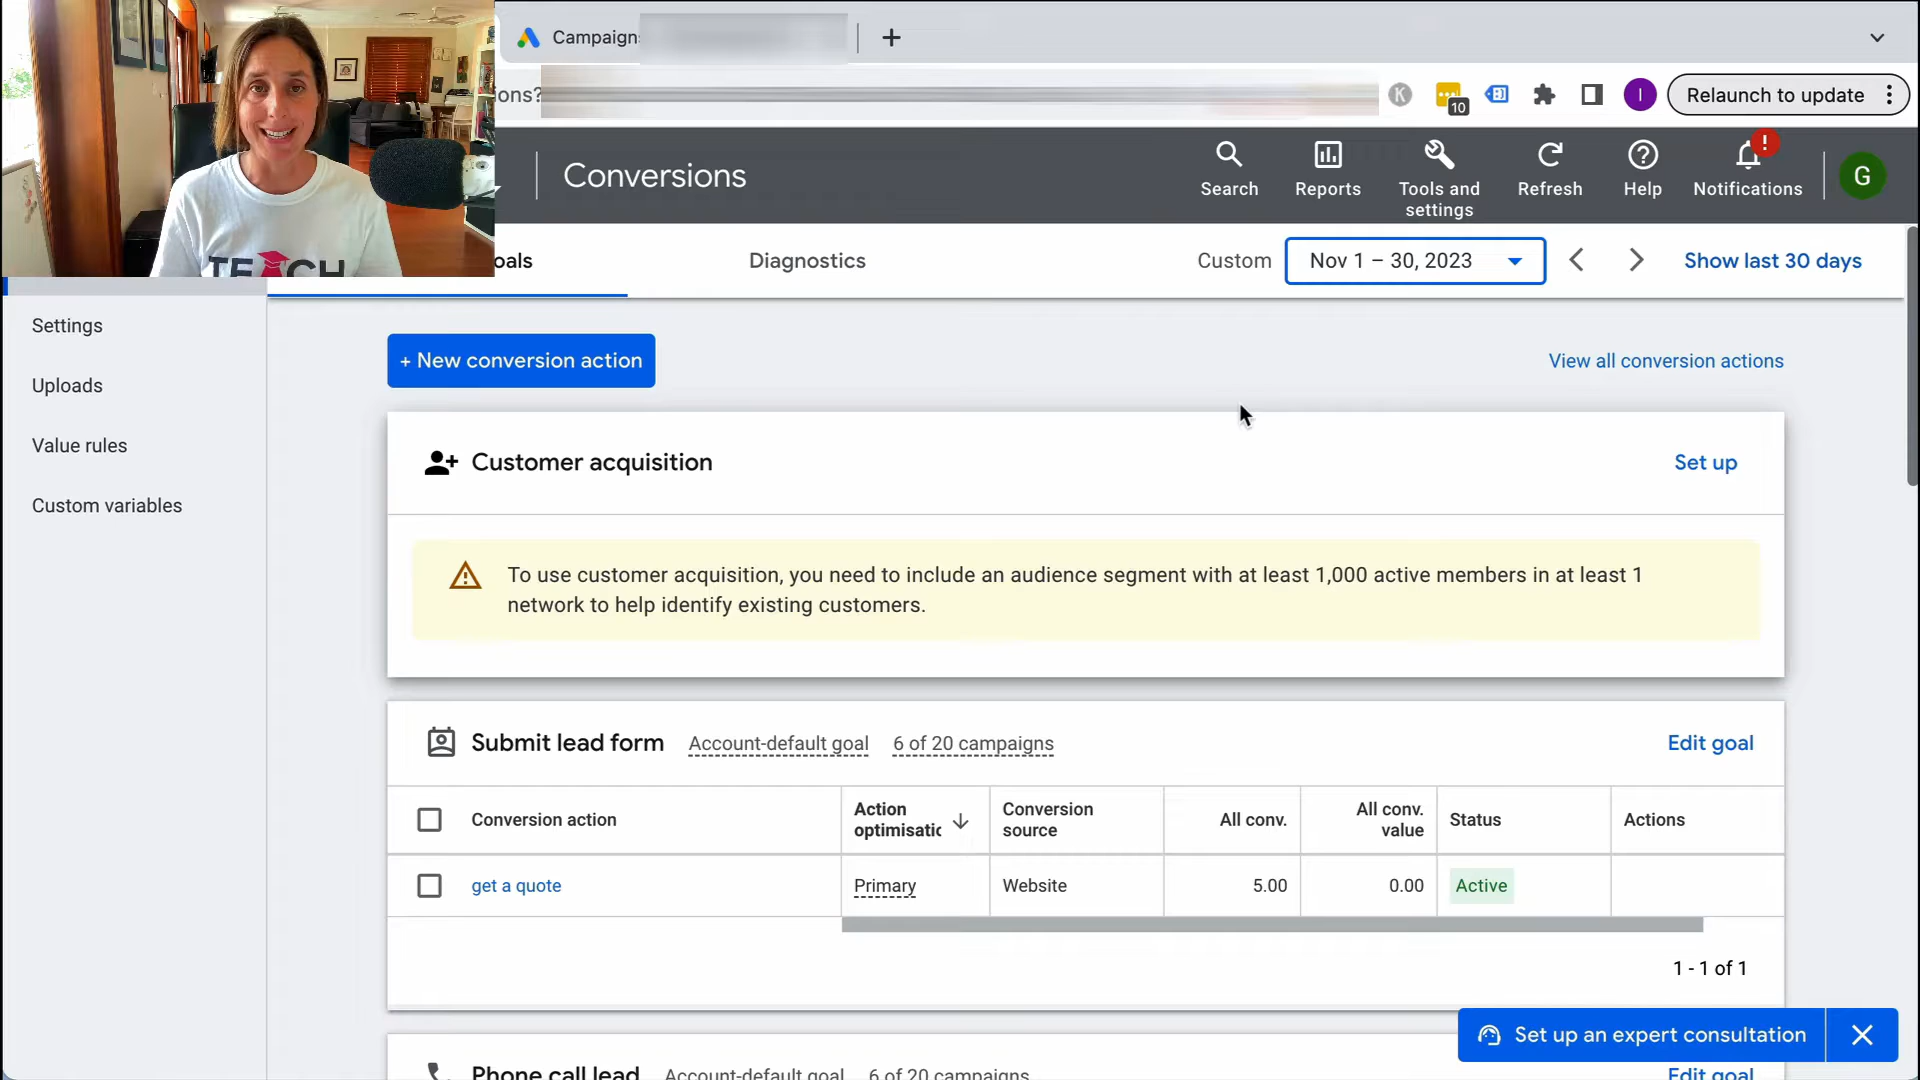 Campaign
ions?
10
I
Relaunch to update
Conversions
Search
Reports
Tools and
settings
Refresh
Help
!
Notifications
G
TEACH
oals
Diagnostics
Custom
Nov 1 – 30, 2023
Show last 30 days
Settings
Uploads
Value rules
Custom variables
+ New conversion action
View all conversion actions
Customer acquisition
Set up
To use customer acquisition, you need to include an audience segment with at least 1,000 active members in at least 1
network to help identify existing customers.
Submit lead form
Account-default goal
6 of 20 campaigns
Edit goal
Conversion action
Action
optimisatic
Conversion
source
All conv.
All conv.
value
Status
Actions
get a quote
Primary
Website
5.00
0.00
Active
1 - 1 of 1
Set up an expert consultation
Phone call lead
Account-default goal
6 of 20 campaigns
Edit goal